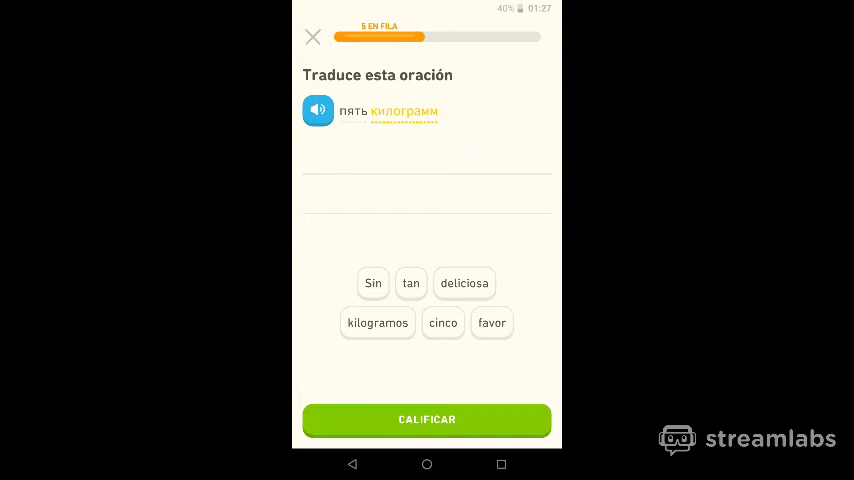 40% 01:27
5 EN FILA
Traduce esta oración
пять килограмм
Sin tan deliciosa
kilogramos cinco favor
CALIFICAR
streamlabs